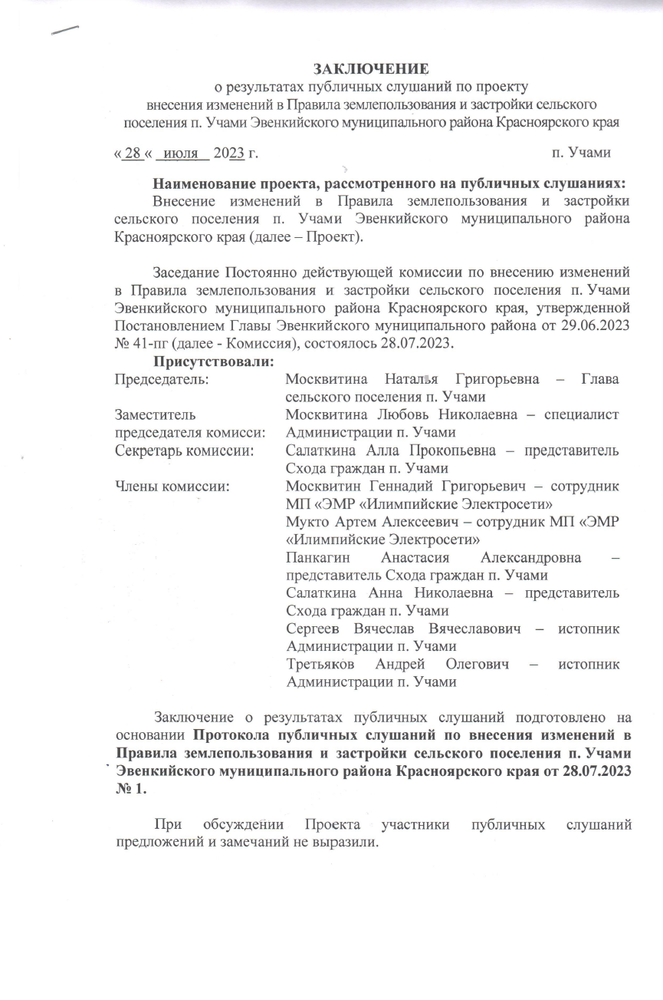 ЗАКЛЮЧЕНИЕ
о результатах публичных слушаний по проекту
внесения изменений в Правила землепользования и застройки сельского
поселения п. Учами Эвенкийского муниципального района Красноярского края
« 28 « июля 2023 г. п. Учами
Наименование проекта, рассмотренного на публичных слушаниях:
Внесение изменений в Правила землепользования и застройки
сельского поселения п. Учами Эвенкийского муниципального района
Красноярского края (далее – Проект).
Заседание Постоянно действующей комиссии по внесению изменений
в Правила землепользования и застройки сельского поселения п. Учами
Эвенкийского муниципального района Красноярского края, утвержденной
Постановлением Главы Эвенкийского муниципального района от 29.06.2023
№ 41-пг (далее - Комиссия), состоялось 28.07.2023.
Присутствовали:
Председатель: Москвитина Наталья Григорьевна – Глава
сельского поселения п. Учами
Заместитель Москвитина Любовь Николаевна – специалист
председателя комисси: Администрации п. Учами
Секретарь комиссии: Салаткина Алла Прокопьевна – представитель
Схода граждан п. Учами
Члены комиссии: Москвитин Геннадий Григорьевич – сотрудник
МП «ЭМР «Илимпийские Электросети»
Мукто Артем Алексеевич – сотрудник МП «ЭМР
«Илимпийские Электросети»
Панкагин Анастасия Александровна –
представитель Схода граждан п. Учами
Салаткина Анна Николаевна – представитель
Схода граждан п. Учами
Сергеев Вячеслав Вячеславович – истопник
Администрации п. Учами
Третьяков Андрей Олегович – истопник
Администрации п. Учами
Заключение о результатах публичных слушаний подготовлено на
основании Протокола публичных слушаний по внесения изменений в
Правила землепользования и застройки сельского поселения п. Учами
Эвенкийского муниципального района Красноярского края от 28.07.2023
№ 1.
При обсуждении Проекта участники публичных слушаний
предложений и замечаний не выразили.